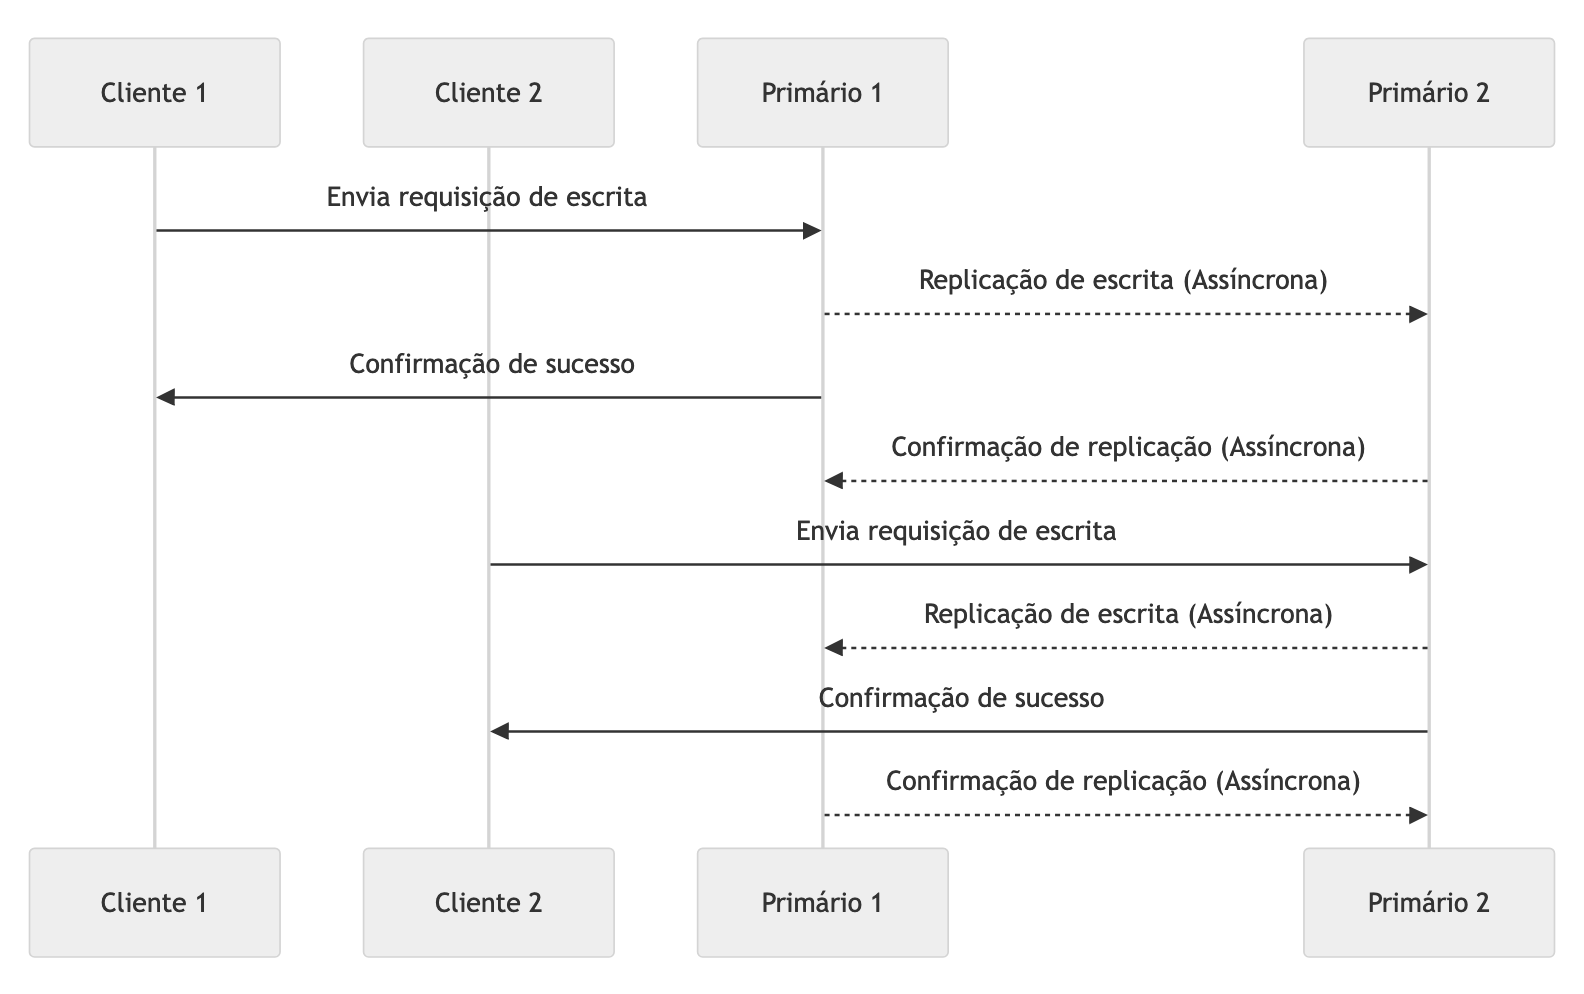 Cliente 1
Cliente 2
Primário 1
Primário 2
Envia requisição de escrita
Replicação de escrita (Assíncrona)
Confirmação de sucesso
Confirmação de replicação (Assíncrona)
Envia requisição de escrita
Replicação de escrita (Assíncrona)
Confirmação de sucesso
Confirmação de replicação (Assíncrona)
Cliente 1
Cliente 2
Primário 1
Primário 2